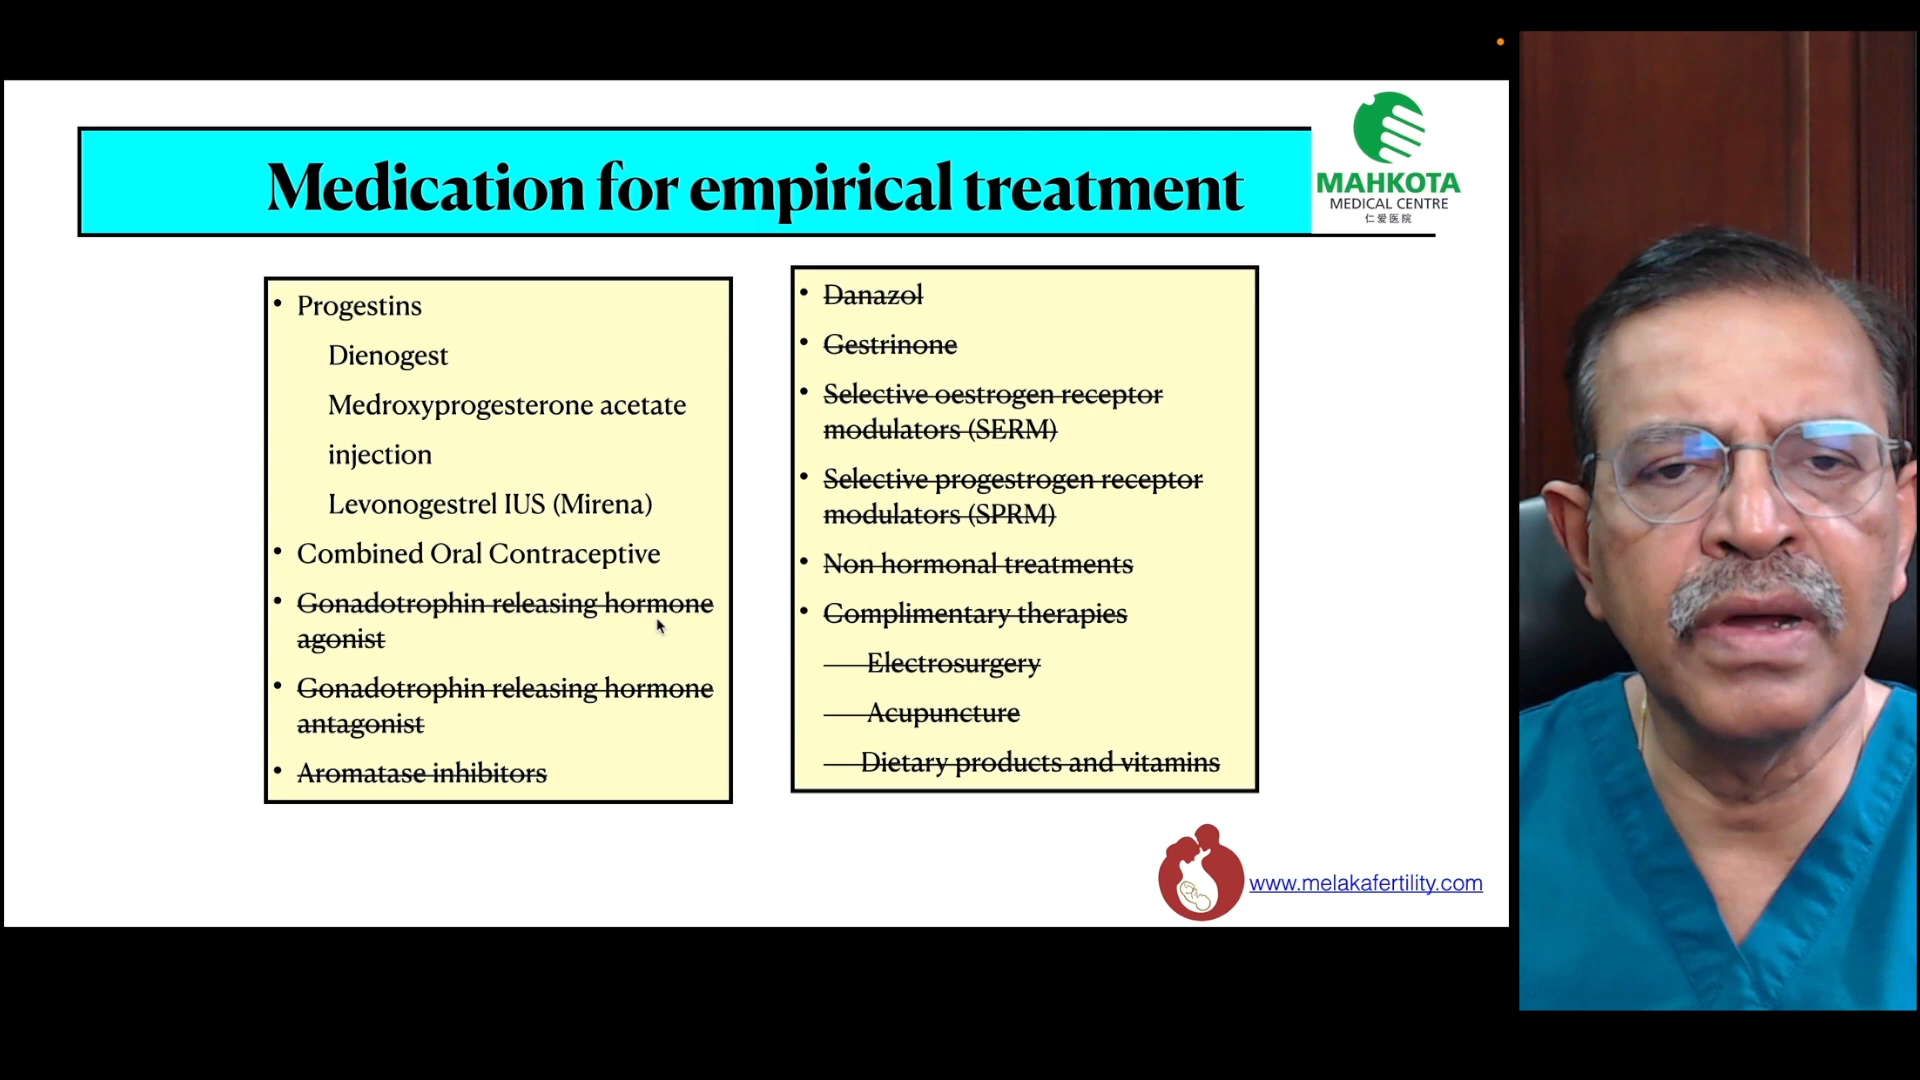 Medication for empirical treatment
MAHKOTA
MEDICAL CENTRE
仁爱医院
• Progestins
Dienogest
Medroxyprogesterone acetate
injection
Levonogestrel IUS (Mirena)
• Combined Oral Contraceptive
• Gonadotrophin releasing hormone
agonist
• Gonadotrophin releasing hormone
antagonist
• Aromatase inhibitors
• Danazol
• Gestrinone
• Selective oestrogen receptor
modulators (SERM)
• Selective progestrogen receptor
modulators (SPRM)
• Non hormonal treatments
• Complimentary therapies
Electrosurgery
Acupuncture
Dietary products and vitamins
www.melakafertility.com